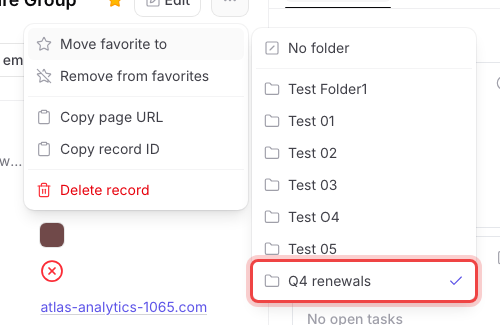 re Group
Edit
Move favorite to
Remove from favorites
Copy page URL
Copy record ID
Delete record
No folder
Test Folder1
Test 01
Test 02
Test 03
Test O4
Test 05
Q4 renewals
em
w...
atlas-analytics-1065.com
No open tasks